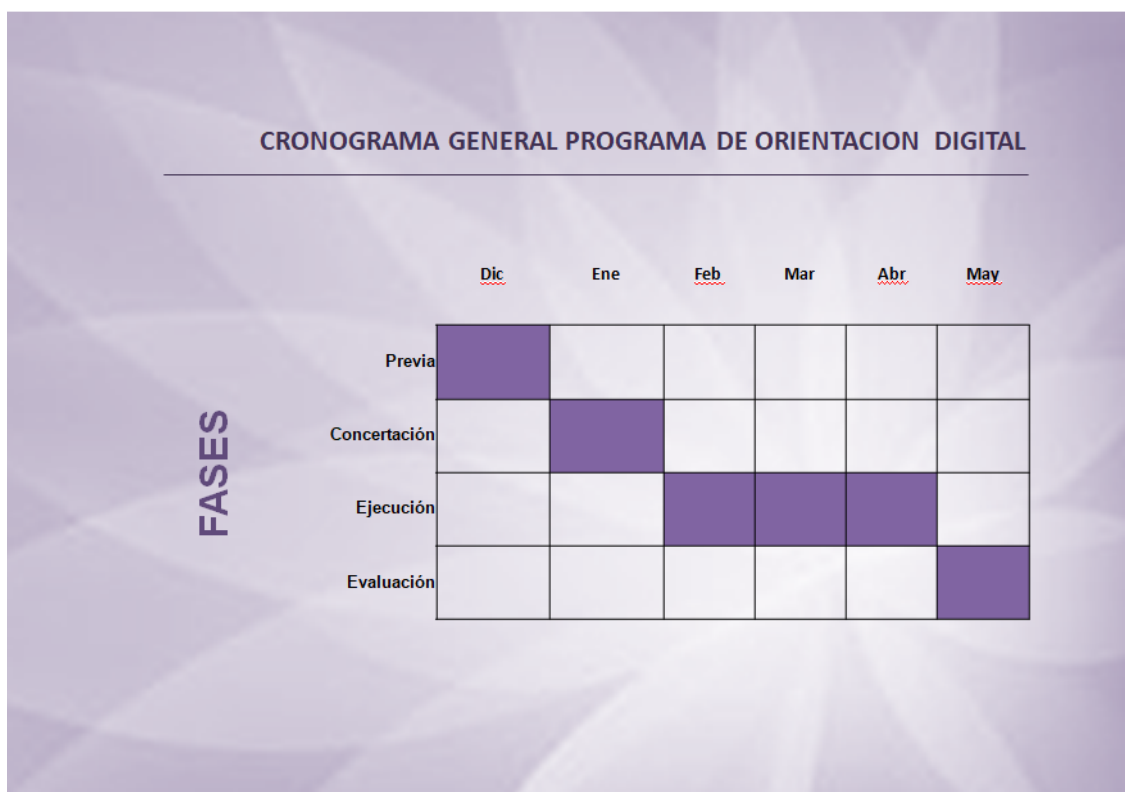 CRONOGRAMA GENERAL PROGRAMA DE ORIENTACION DIGITAL
Dic Ene Feb Mar Abr May
FASES
Previa
Concertación
Ejecución
Evaluación